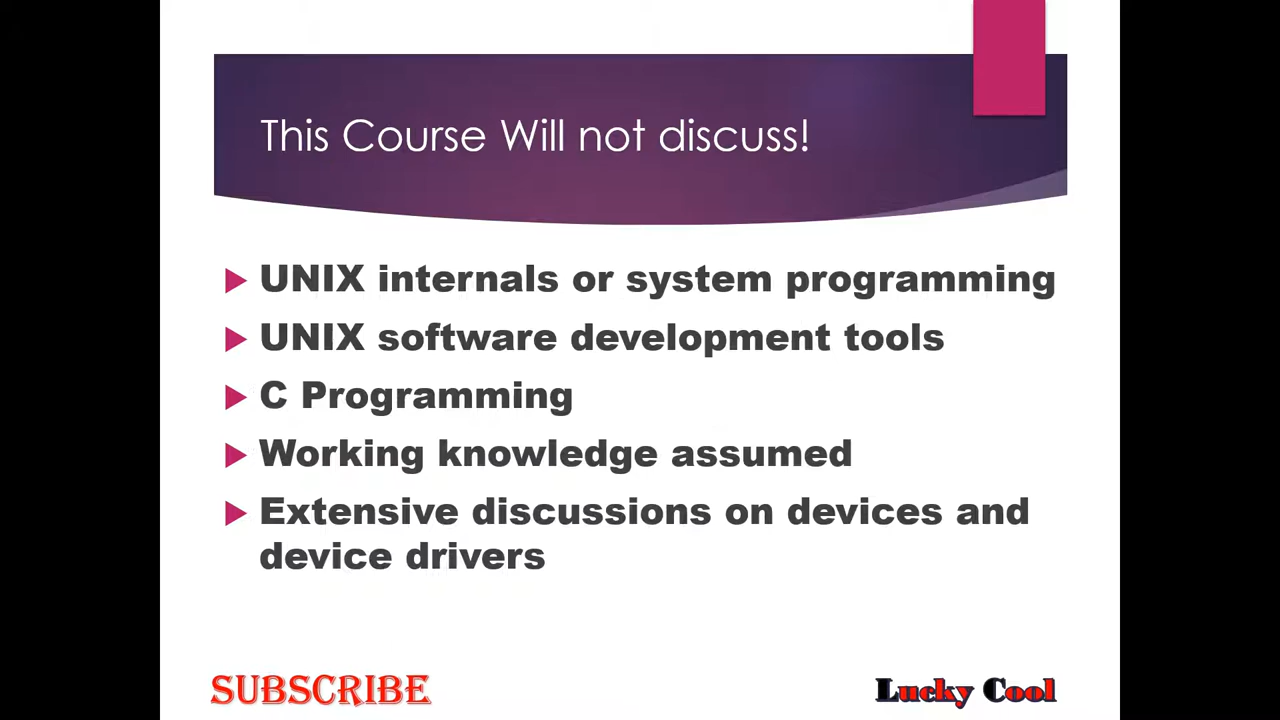 This Course Will not discuss!
UNIX internals or system programming
UNIX software development tools
C Programming
Working knowledge assumed
Extensive discussions on devices and
device drivers
SUBSCRIBE
Lucky Cool